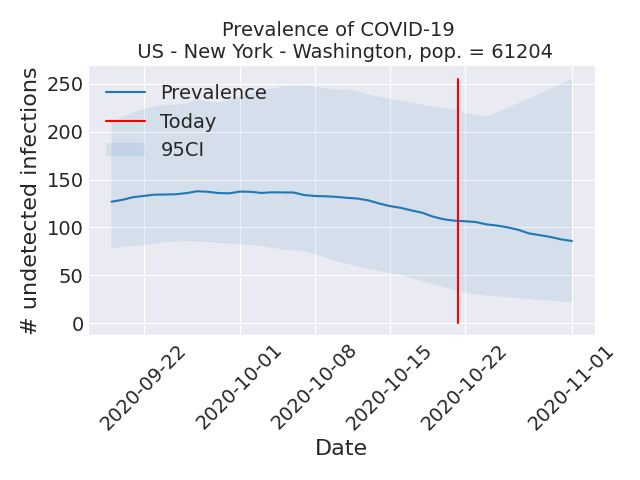 Prevalence of COVID-19
US - New York - Washington, pop. = 61204
# undetected infections
250
200
150
100
50
0
Prevalence
Today
95CI
2020-09-22
2020-10-01
2020-10-08
2020-10-15
2020-10-22
2020-11-01
Date